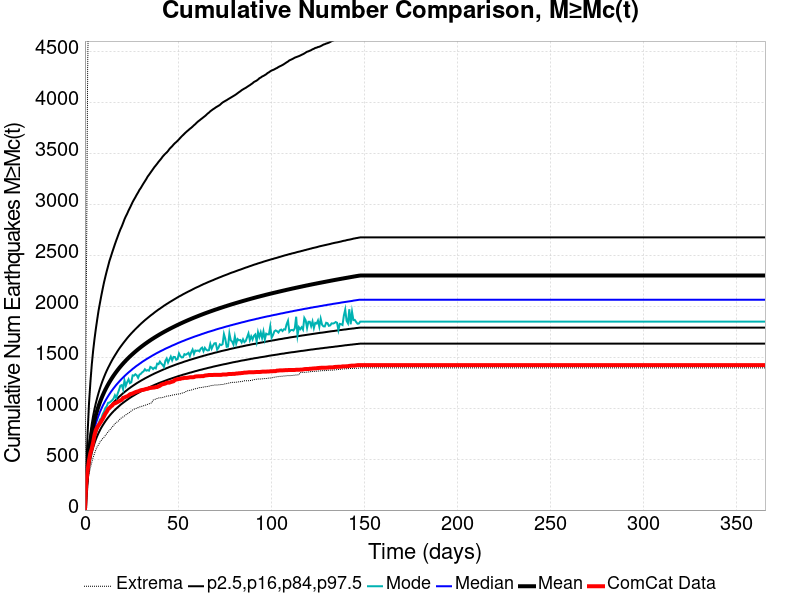 Cumulative Number Comparison, M≥Mc(t)
Cumulative Num Earthquakes M≥Mc(t)
4500
4000
3500
3000
2500
2000
1500
1000
500
0
0 50 100 150 200 250 300 350
Time (days)
Extrema p2.5,p16,p84,p97.5 Mode Median Mean ComCat Data